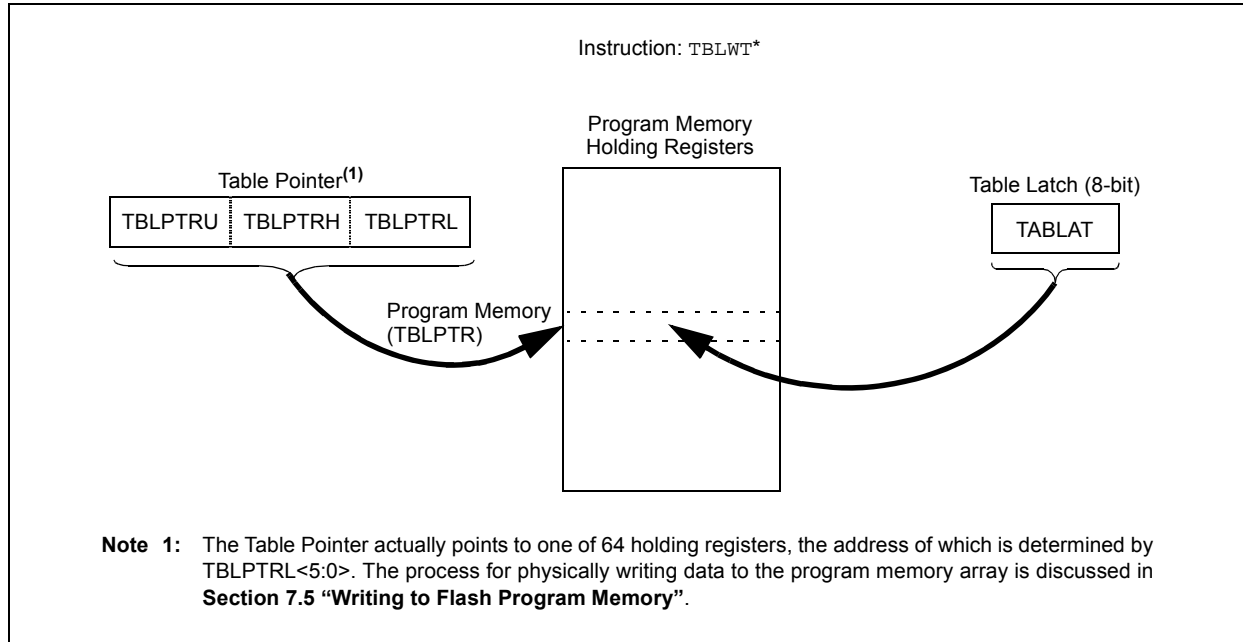 Instruction: TBLWT*
Program Memory
Holding Registers
Table Pointer(1)
Table Latch (8-bit)
TBLPTRU TBLPTRH TBLPTRL
TABLAT
Program Memory
(TBLPTR)
Note 1: The Table Pointer actually points to one of 64 holding registers, the address of which is determined by
TBLPTRL<5:0>. The process for physically writing data to the program memory array is discussed in
Section 7.5 “Writing to Flash Program Memory”.